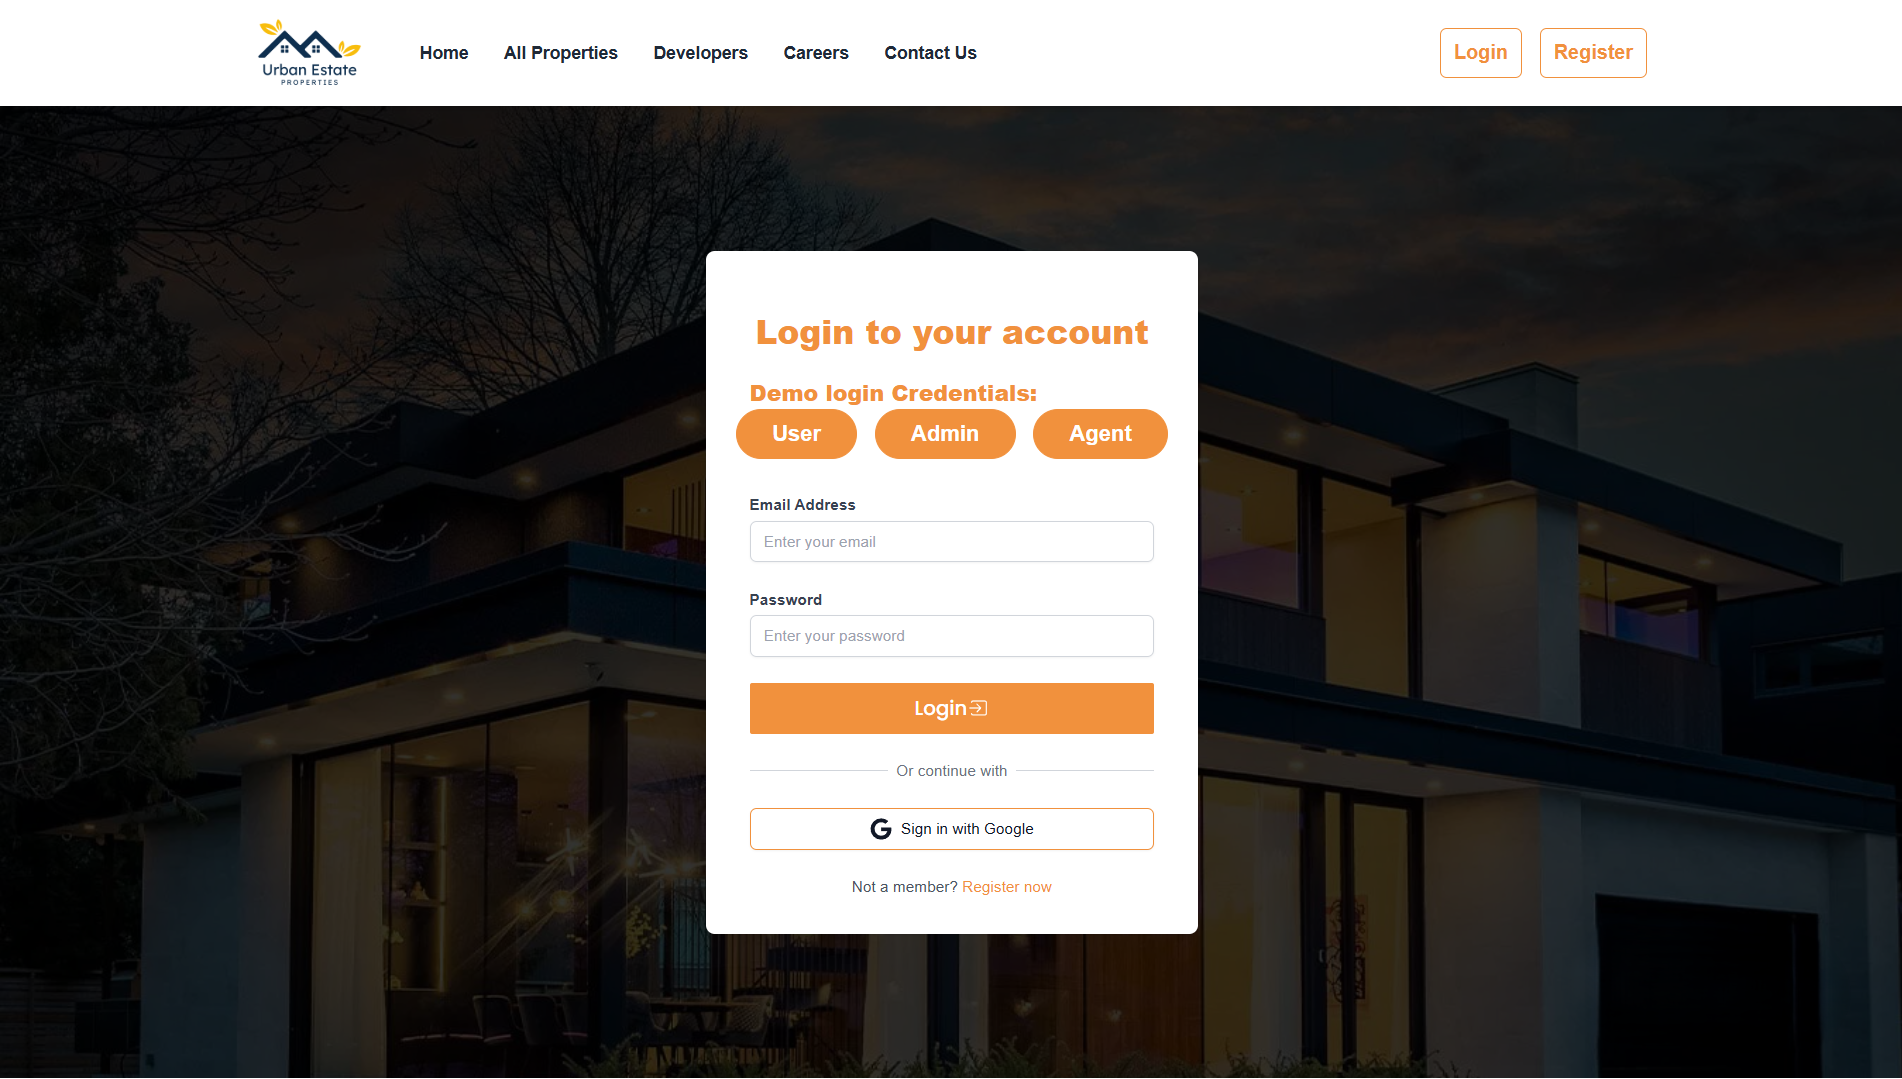 Urban Estate
PROPERTIES
Home
All Properties
Developers
Careers
Contact Us
Login
Register
Login to your account
Demo login Credentials:
User
Admin
Agent
Email Address
Enter your email
Password
Enter your password
Login
Or continue with
Sign in with Google
Not a member? Register now